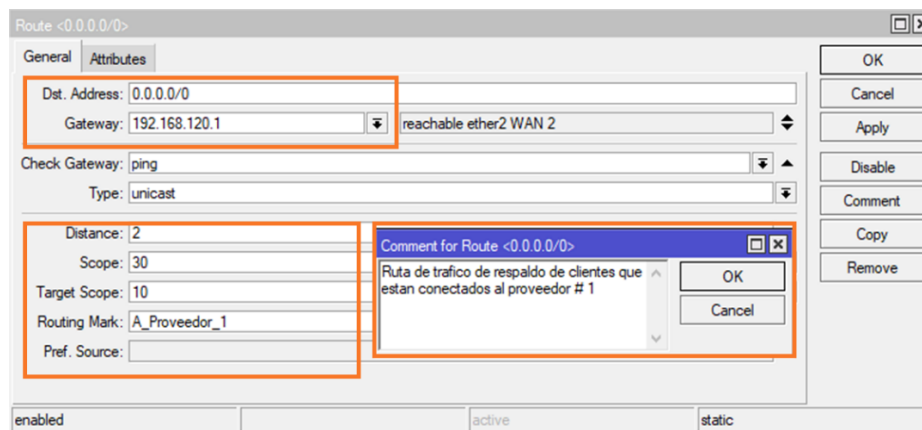 Route <0.0.0.0/0>
General Attributes
Dst. Address: 0.0.0.0/0
Gateway: 192.168.120.1 reachable ether2 WAN 2
Check Gateway: ping
Type: unicast
Distance: 2
Scope: 30
Target Scope: 10
Routing Mark: A_Proveedor_1
Pref. Source:
Comment for Route <0.0.0.0/0>
Ruta de trafico de respaldo de clientes que
estan conectados al proveedor # 1
OK
Cancel
OK
Cancel
Apply
Disable
Comment
Copy
Remove
enabled active static